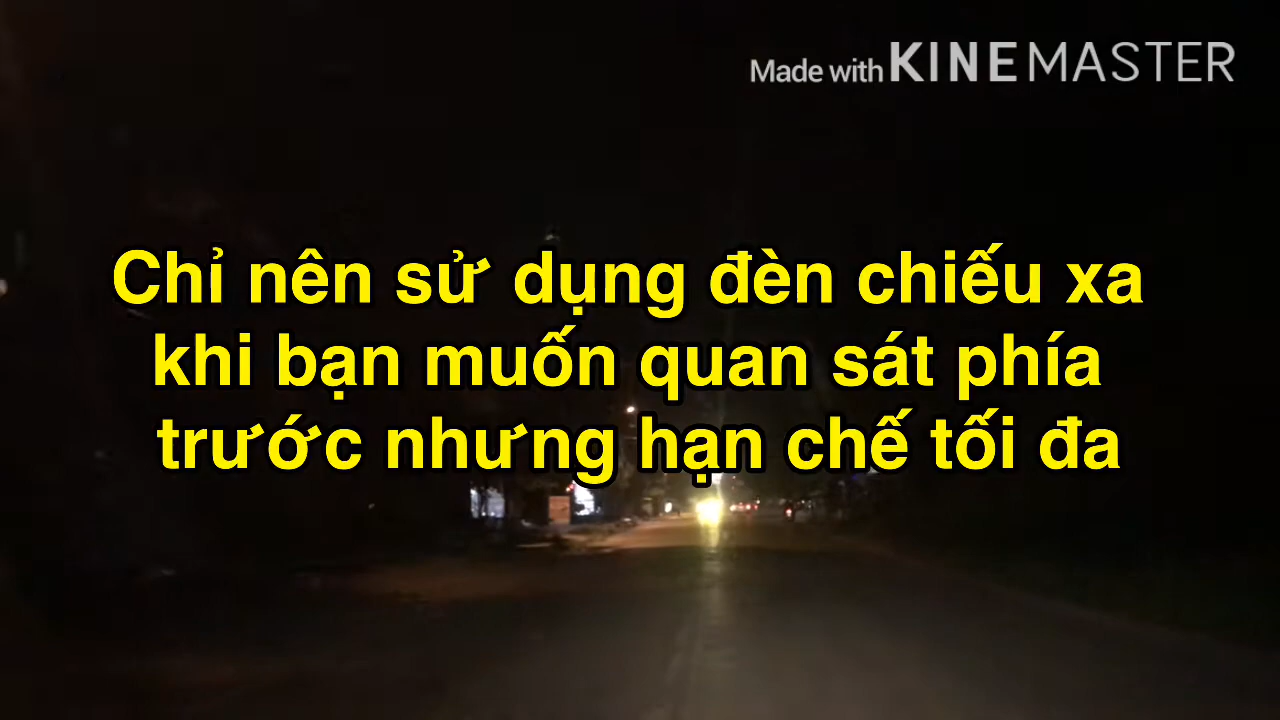 Made with KINEMASTER
Chỉ nên sử dụng đèn chiếu xa
khi bạn muốn quan sát phía
trước nhưng hạn chế tối đa